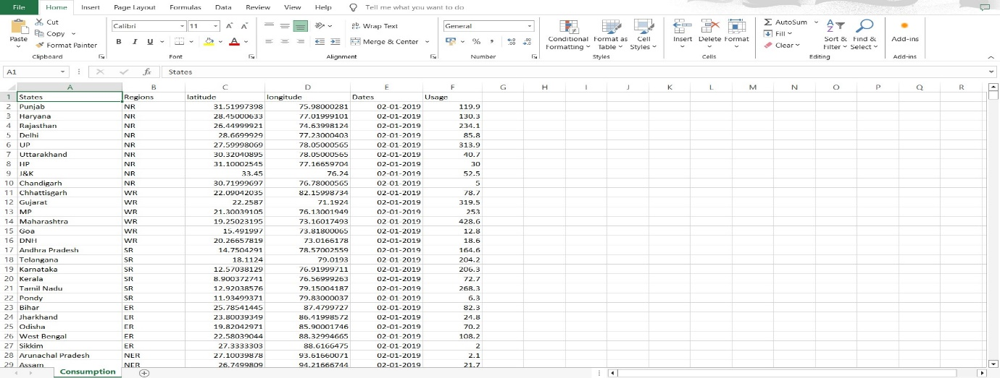 File Home Insert Page Layout Formulas Data Review View Help Tell me what you want to do
Cut
Copy
Format Painter
Paste
Clipboard
Calibri 11 A A
B I U A
Font
Wrap Text
Merge & Center
Alignment
General
% ,
Number
Conditional Formatting
Format as Table
Cell Styles
Styles
Insert Delete Format
Cells
AutoSum
Fill
Clear
Sort & Filter
Find & Select
Editing
Add-ins
Add-ins
A1 fx States
A B C D E F G H I J K L M N O P Q R
1 States Regions latitude longitude Dates Usage
2 Punjab NR 31.51997398 75.98000281 02-01-2019 119.9
3 Haryana NR 28.45000633 77.01999101 02-01-2019 130.3
4 Rajasthan NR 26.44999921 74.63998124 02-01-2019 234.1
5 Delhi NR 28.6699929 77.23000403 02-01-2019 85.8
6 UP NR 27.59998069 78.05000565 02-01-2019 313.9
7 Uttarakhand NR 30.32040895 78.05000565 02-01-2019 40.7
8 HP NR 31.10002545 77.16659704 02-01-2019 30
9 J&K NR 33.45 76.24 02-01-2019 52.5
10 Chandigarh NR 30.71999697 76.78000565 02-01-2019 5
11 Chhattisgarh WR 22.09042035 82.15998734 02-01-2019 78.7
12 Gujarat WR 22.2587 71.1924 02-01-2019 319.5
13 MP WR 21.30039105 76.13001949 02-01-2019 253
14 Maharashtra WR 19.25023195 73.16017493 02-01-2019 428.6
15 Goa WR 15.491997 73.81800065 02-01-2019 12.8
16 DNH WR 20.26657819 73.0166178 02-01-2019 18.6
17 Andhra Pradesh SR 14.7504291 78.57002559 02-01-2019 164.6
18 Telangana SR 18.1124 79.0193 02-01-2019 204.2
19 Karnataka SR 12.57038129 76.91999711 02-01-2019 206.3
20 Kerala SR 8.900372741 76.56999263 02-01-2019 72.7
21 Tamil Nadu SR 12.92038576 79.15004187 02-01-2019 268.3
22 Pondy SR 11.93499371 79.83000037 02-01-2019 6.3
23 Bihar ER 25.78541445 87.4799727 02-01-2019 82.3
24 Jharkhand ER 23.80039349 86.41998572 02-01-2019 24.8
25 Odisha ER 19.82042971 85.90001746 02-01-2019 70.2
26 West Bengal ER 22.58039044 88.32994665 02-01-2019 108.2
27 Sikkim ER 27.3333303 88.6166475 02-01-2019 2
28 Arunachal Pradesh NER 27.10039878 93.61660071 02-01-2019 2.1
29 Assam NER 26.7499809 94.21666744 02-01-2019 21.7
Consumption